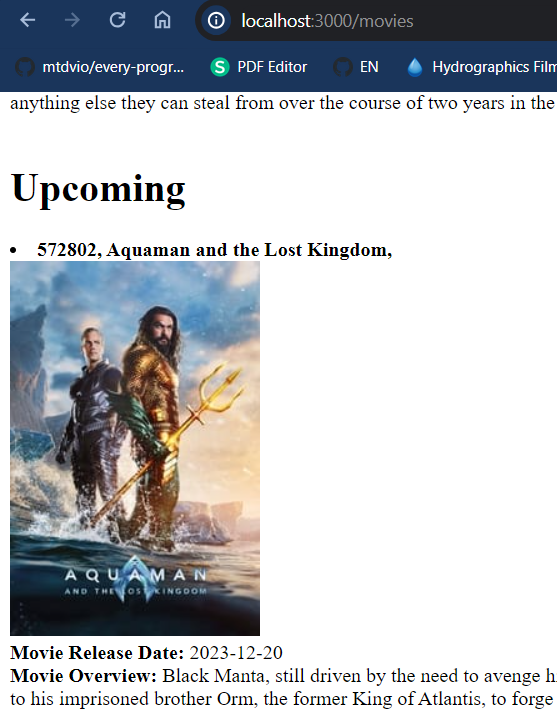 localhost:3000/movies
mtdvio/every-progr... S PDF Editor EN Hydrographics Film
anything else they can steal from over the course of two years in the
Upcoming
• 572802, Aquaman and the Lost Kingdom,
AQUAMAN
AND THE LOST KINGDOM
Movie Release Date: 2023-12-20
Movie Overview: Black Manta, still driven by the need to avenge h
to his imprisoned brother Orm, the former King of Atlantis, to forge